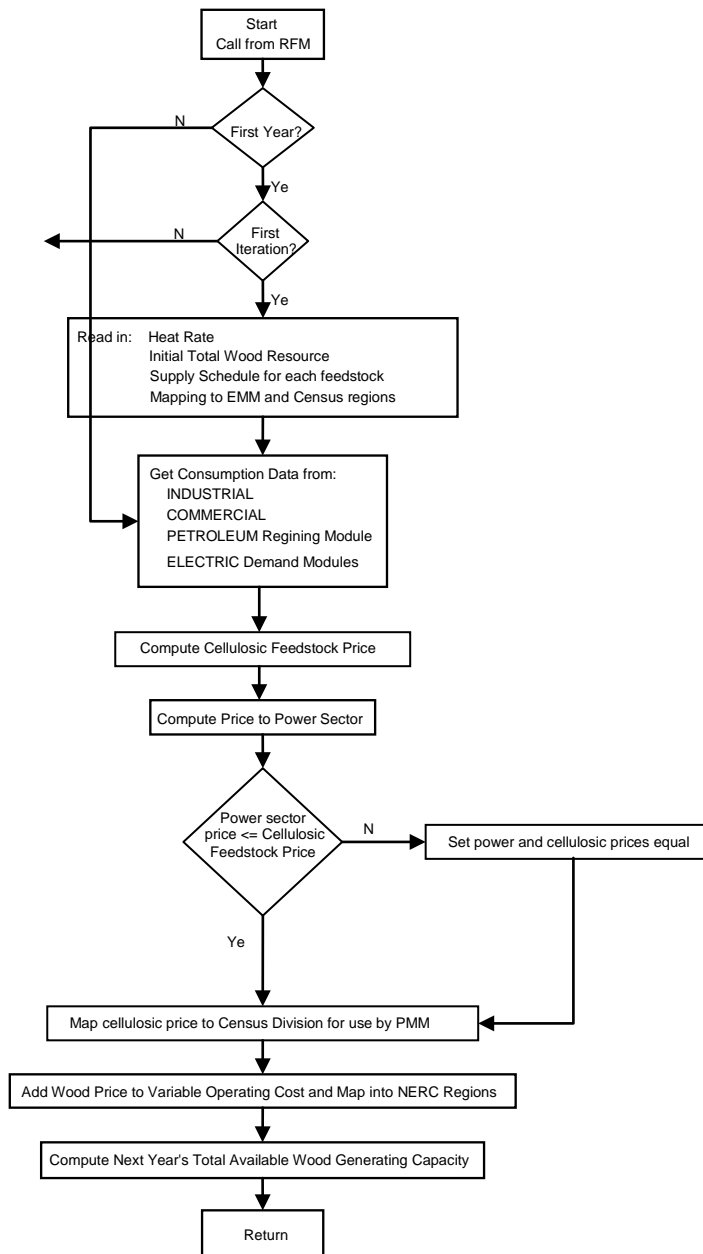 Start
Call from RFM
N
First Year?
Ye
N
First
Iteration?
Ye
Read in: Heat Rate
Initial Total Wood Resource
Supply Schedule for each feedstock
Mapping to EMM and Census regions
Get Consumption Data from:
INDUSTRIAL
COMMERCIAL
PETROLEUM Regining Module
ELECTRIC Demand Modules
Compute Cellulosic Feedstock Price
Compute Price to Power Sector
Power sector
price <= Cellulosic
Feedstock Price
N
Set power and cellulosic prices equal
Ye
Map cellulosic price to Census Division for use by PMM
Add Wood Price to Variable Operating Cost and Map into NERC Regions
Compute Next Year's Total Available Wood Generating Capacity
Return